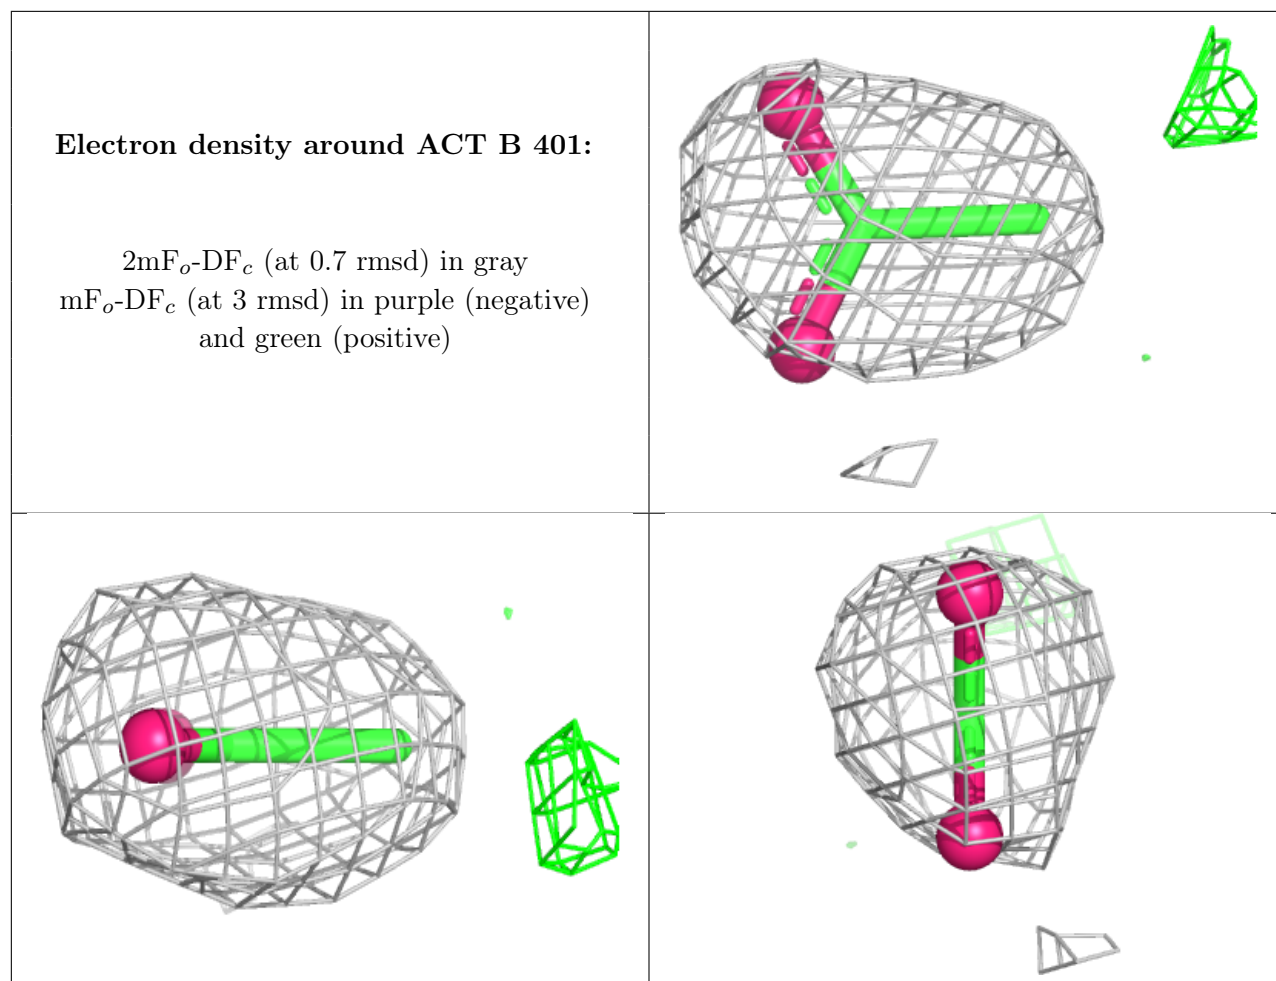 Electron density around ACT B 401:
2mFo-DFc (at 0.7 rmsd) in gray
mFo-DFc (at 3 rmsd) in purple (negative)
and green (positive)